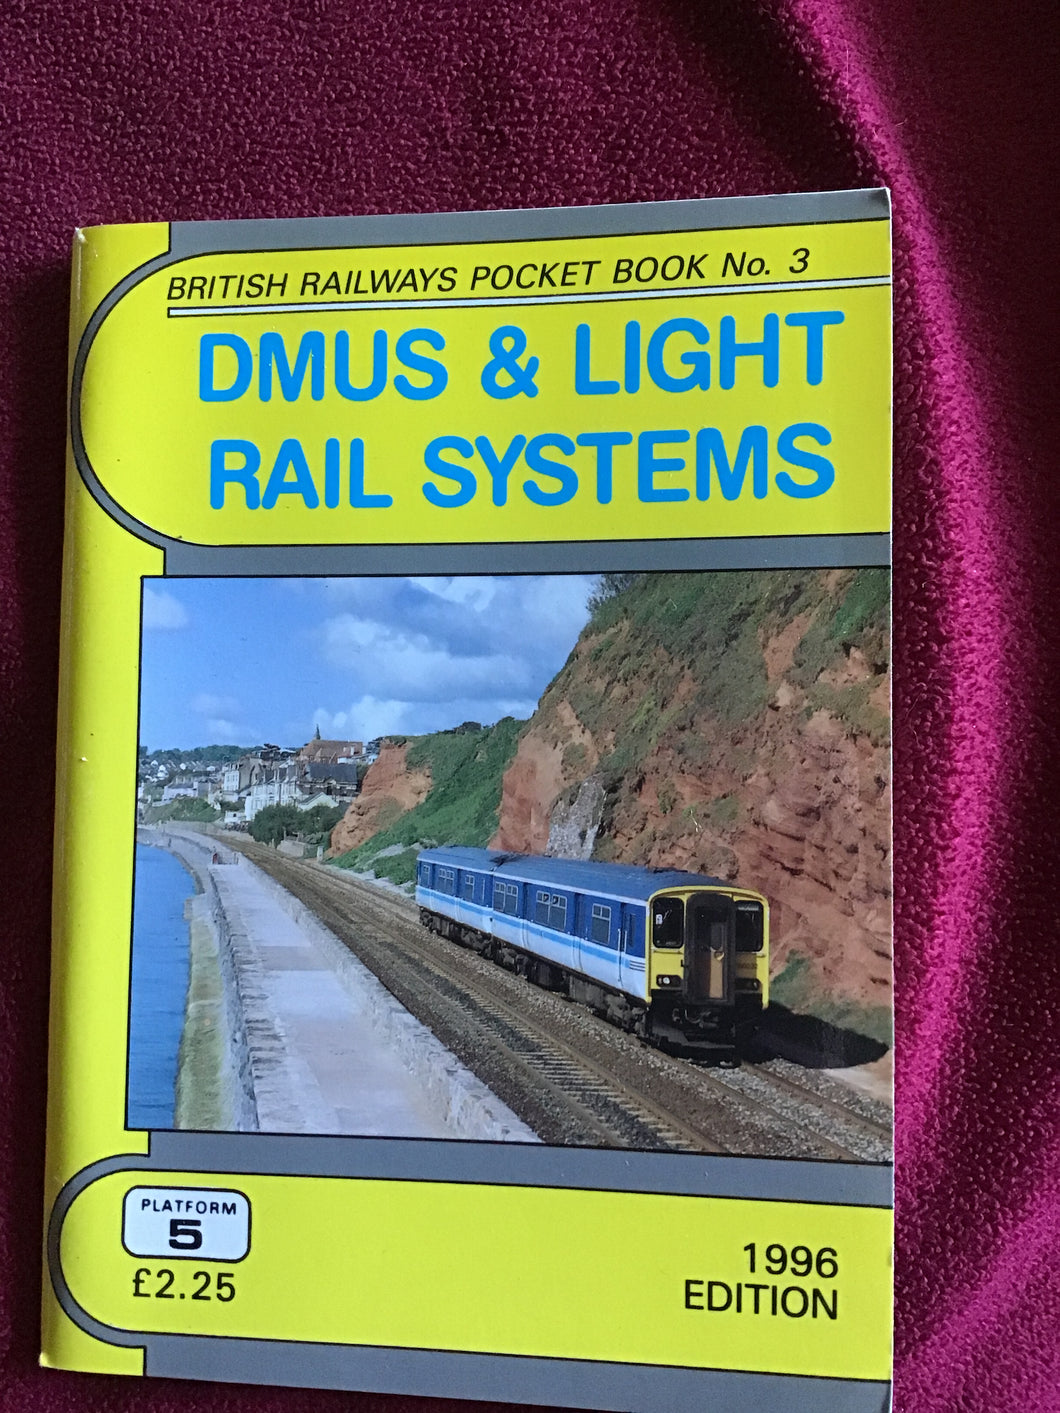 BRITISH RAILWAYS POCKET BOOK No. 3
DMUS & LIGHT
RAIL SYSTEMS
PLATFORM
5
£2.25
1996
EDITION